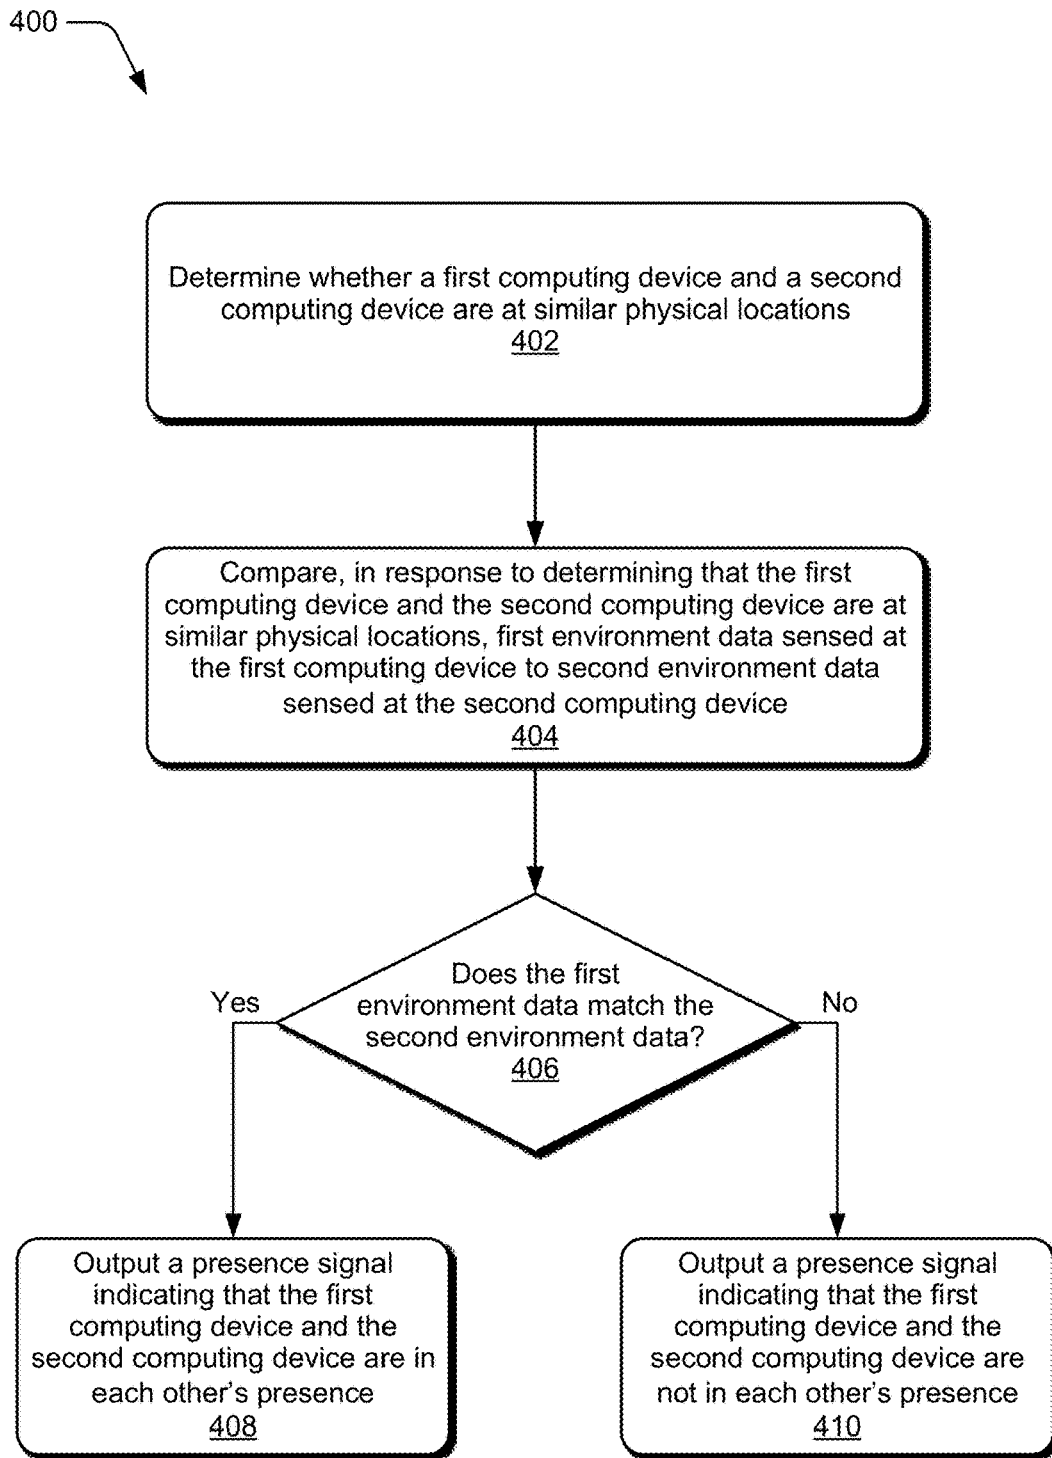 400
Determine whether a first computing device and a second
computing device are at similar physical locations
402
Compare, in response to determining that the first
computing device and the second computing device are at
similar physical locations, first environment data sensed at
the first computing device to second environment data
sensed at the second computing device
404
Does the first
environment data match the
second environment data?
406
Yes
No
Output a presence signal
indicating that the first
computing device and the
second computing device are in
each other's presence
408
Output a presence signal
indicating that the first
computing device and the
second computing device are
not in each other's presence
410